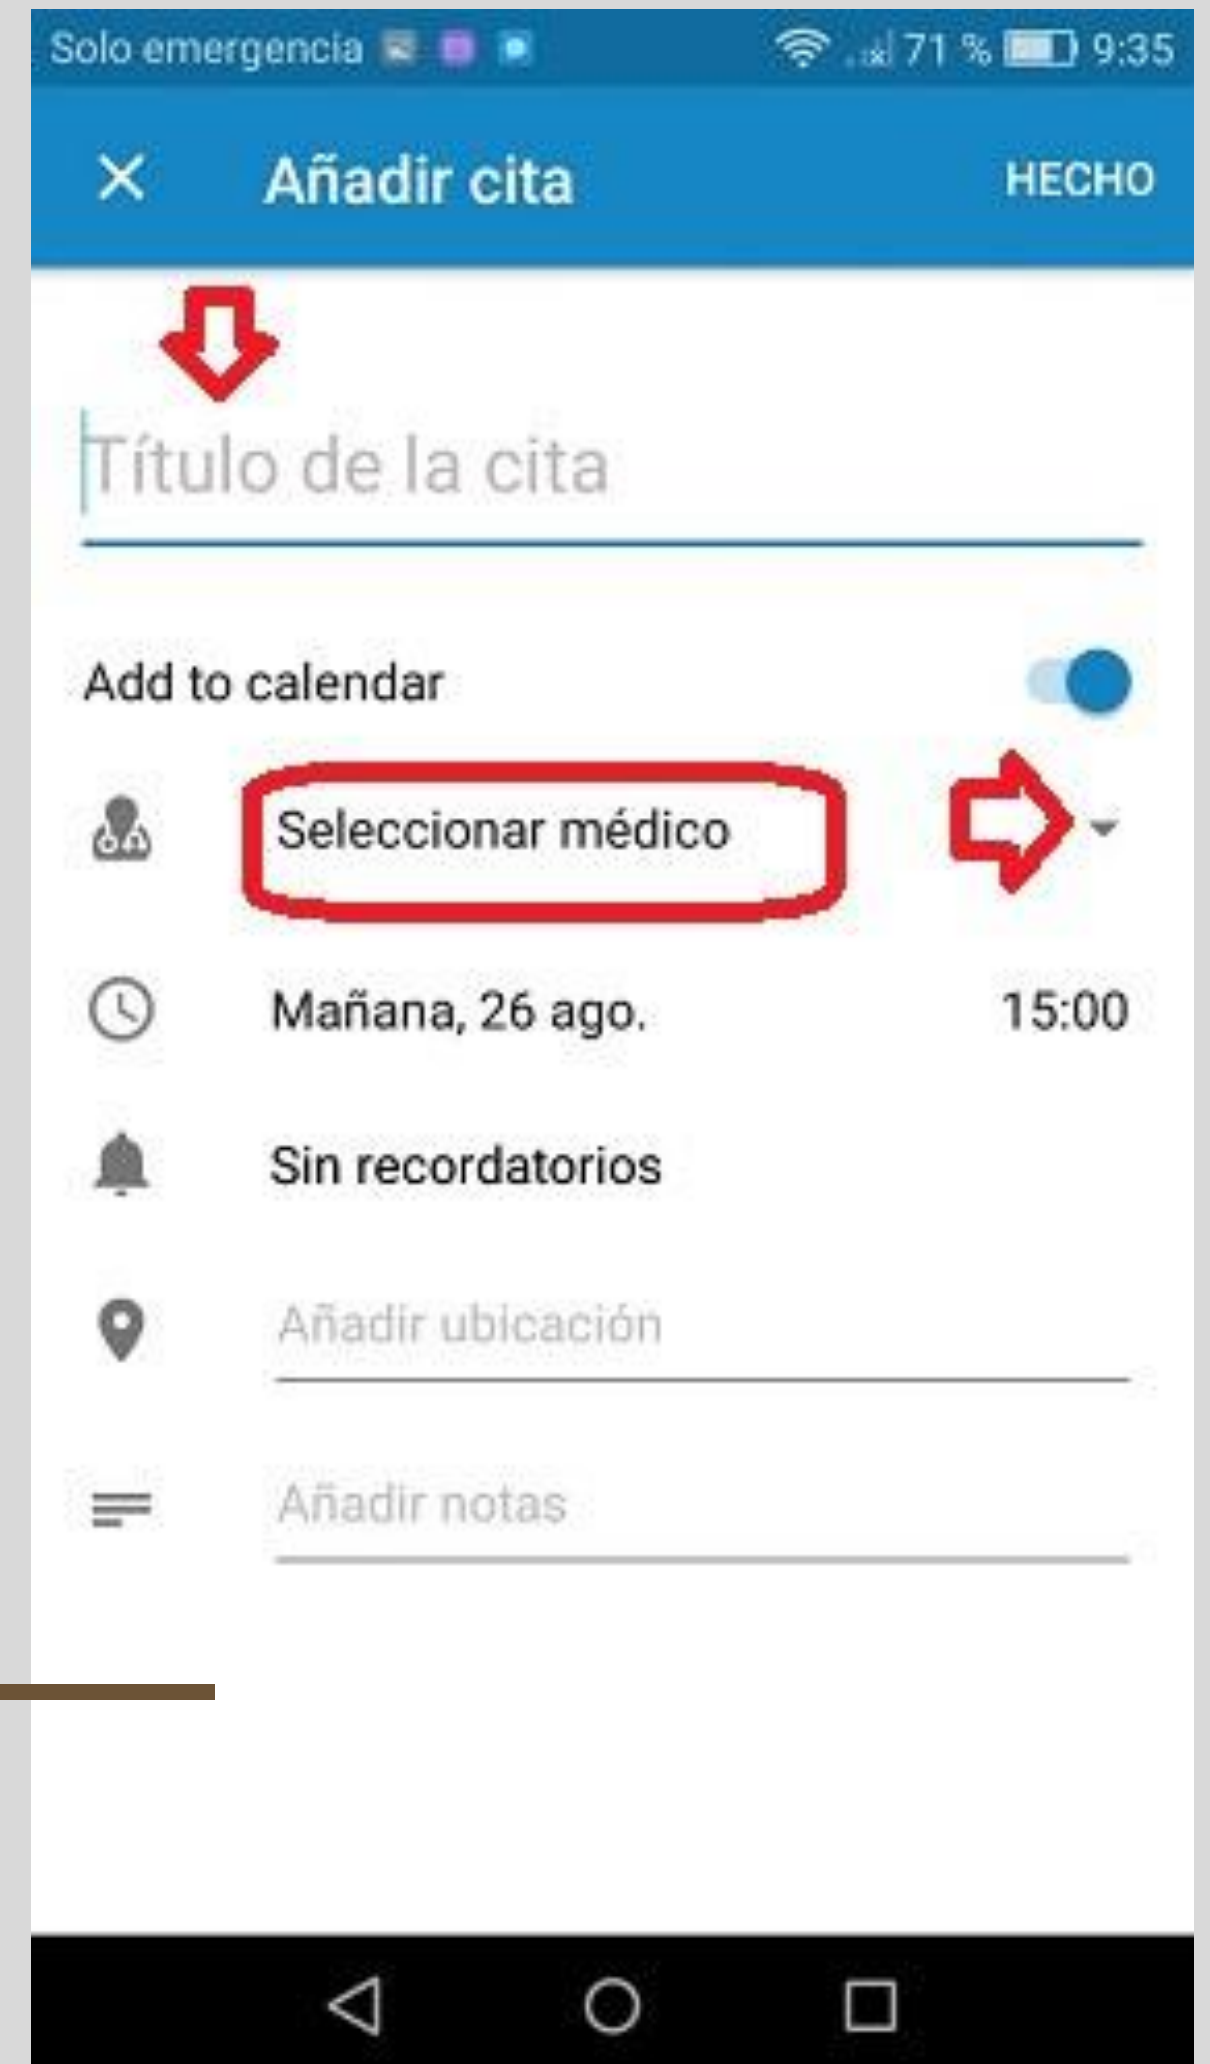 Solo emergencia 71 % 9:35
Añadir cita HECHO
Título de la cita
Add to calendar
Seleccionar médico
Mañana, 26 ago. 15:00
Sin recordatorios
Añadir ubicación
Añadir notas